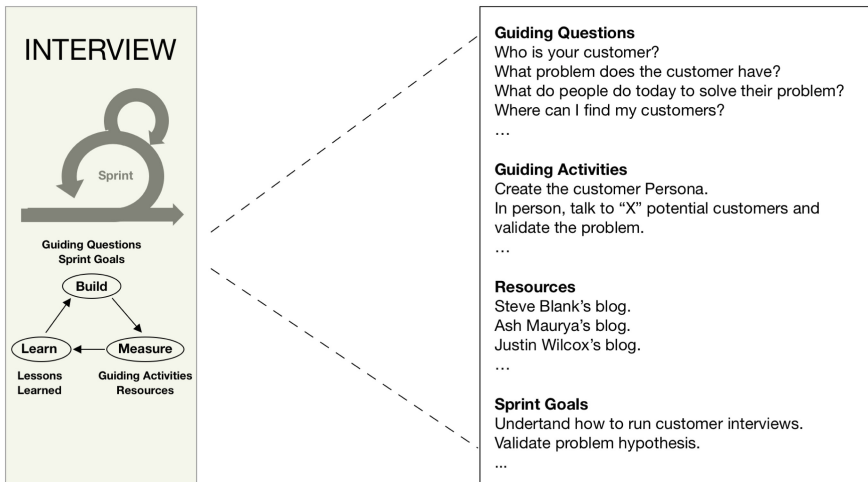 INTERVIEW
Sprint
Guiding Questions
Sprint Goals
Build
Learn
Measure
Lessons
Learned
Guiding Activities
Resources
Guiding Questions
Who is your customer?
What problem does the customer have?
What do people do today to solve their problem?
Where can I find my customers?
…
Guiding Activities
Create the customer Persona.
In person, talk to “X” potential customers and
validate the problem.
…
Resources
Steve Blank’s blog.
Ash Maurya’s blog.
Justin Wilcox’s blog.
…
Sprint Goals
Undertand how to run customer interviews.
Validate problem hypothesis.
...